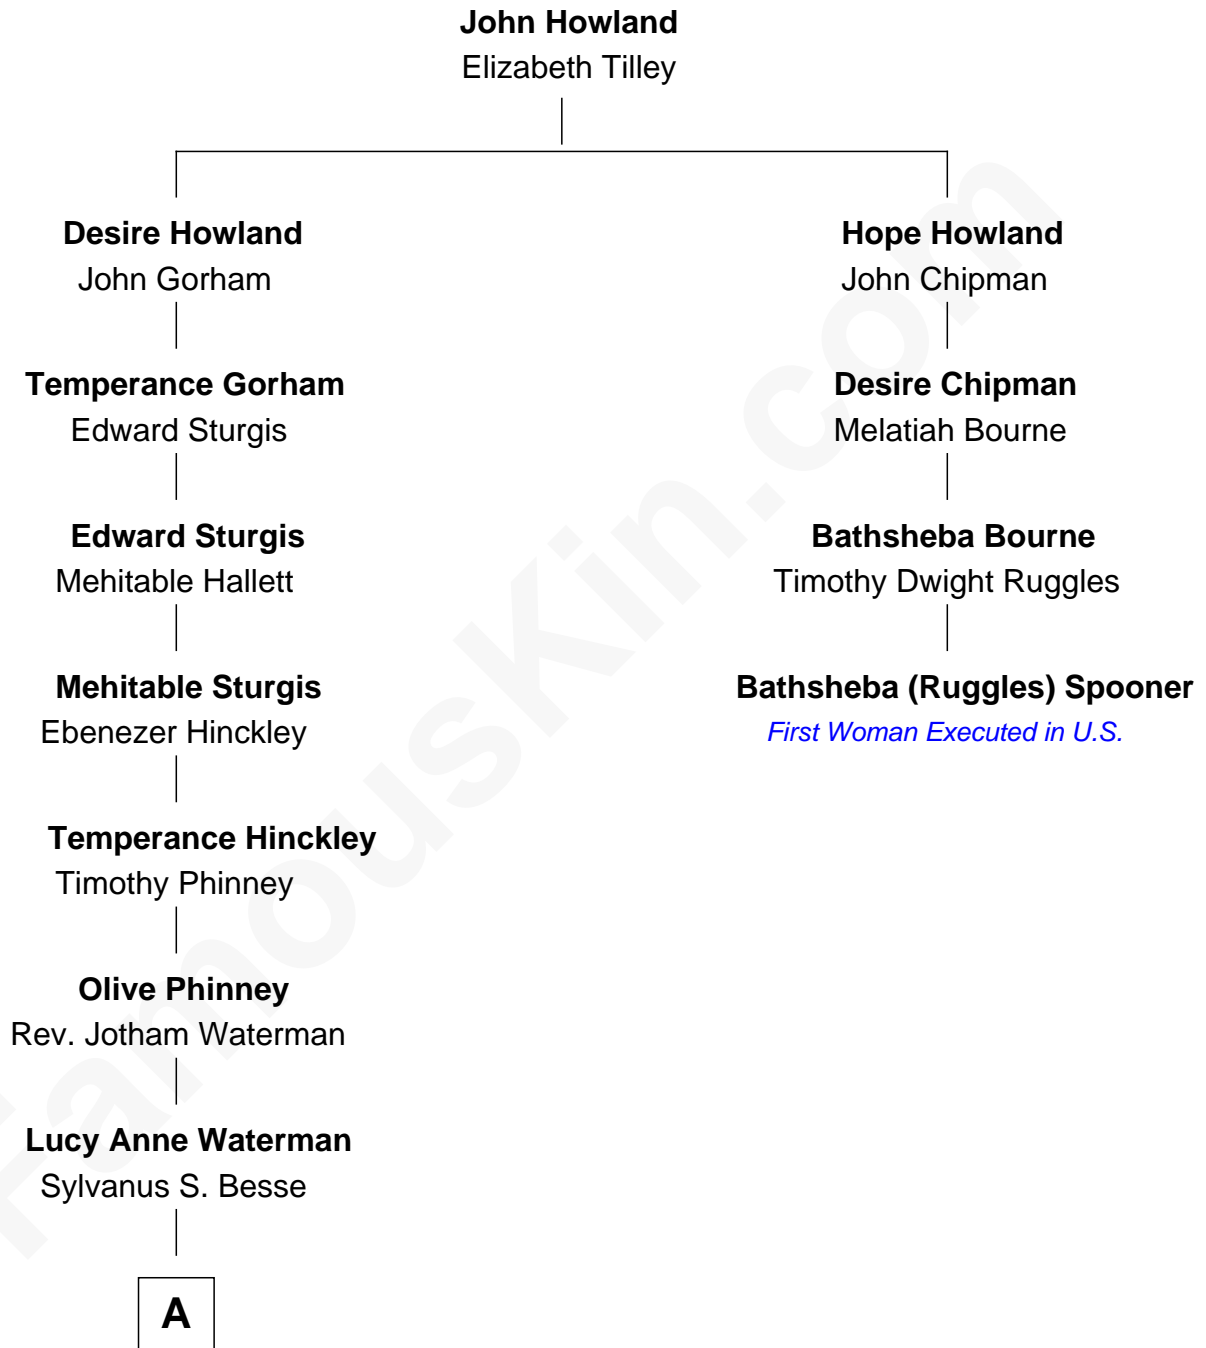 John Howland
Elizabeth Tilley
Desire Howland
John Gorham
Hope Howland
John Chipman
Temperance Gorham
Edward Sturgis
Desire Chipman
Melatiah Bourne
Edward Sturgis
Mehitable Hallett
Bathsheba Bourne
Timothy Dwight Ruggles
Mehitable Sturgis
Ebenezer Hinckley
Bathsheba (Ruggles) Spooner
First Woman Executed in U.S.
Temperance Hinckley
Timothy Phinney
Olive Phinney
Rev. Jotham Waterman
Lucy Anne Waterman
Sylvanus S. Besse
A
FamousKin.com